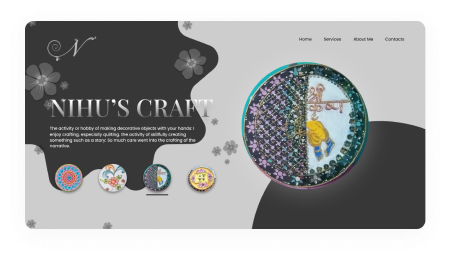 Home Services About Me Contacts
NIHU'S CRAFT
The activity or hobby of making decorative objects with your hands: I
enjoy crafting, especially quilting. the activity of skillfully creating
something such as a story: So much care went into the crafting of the
narrative.